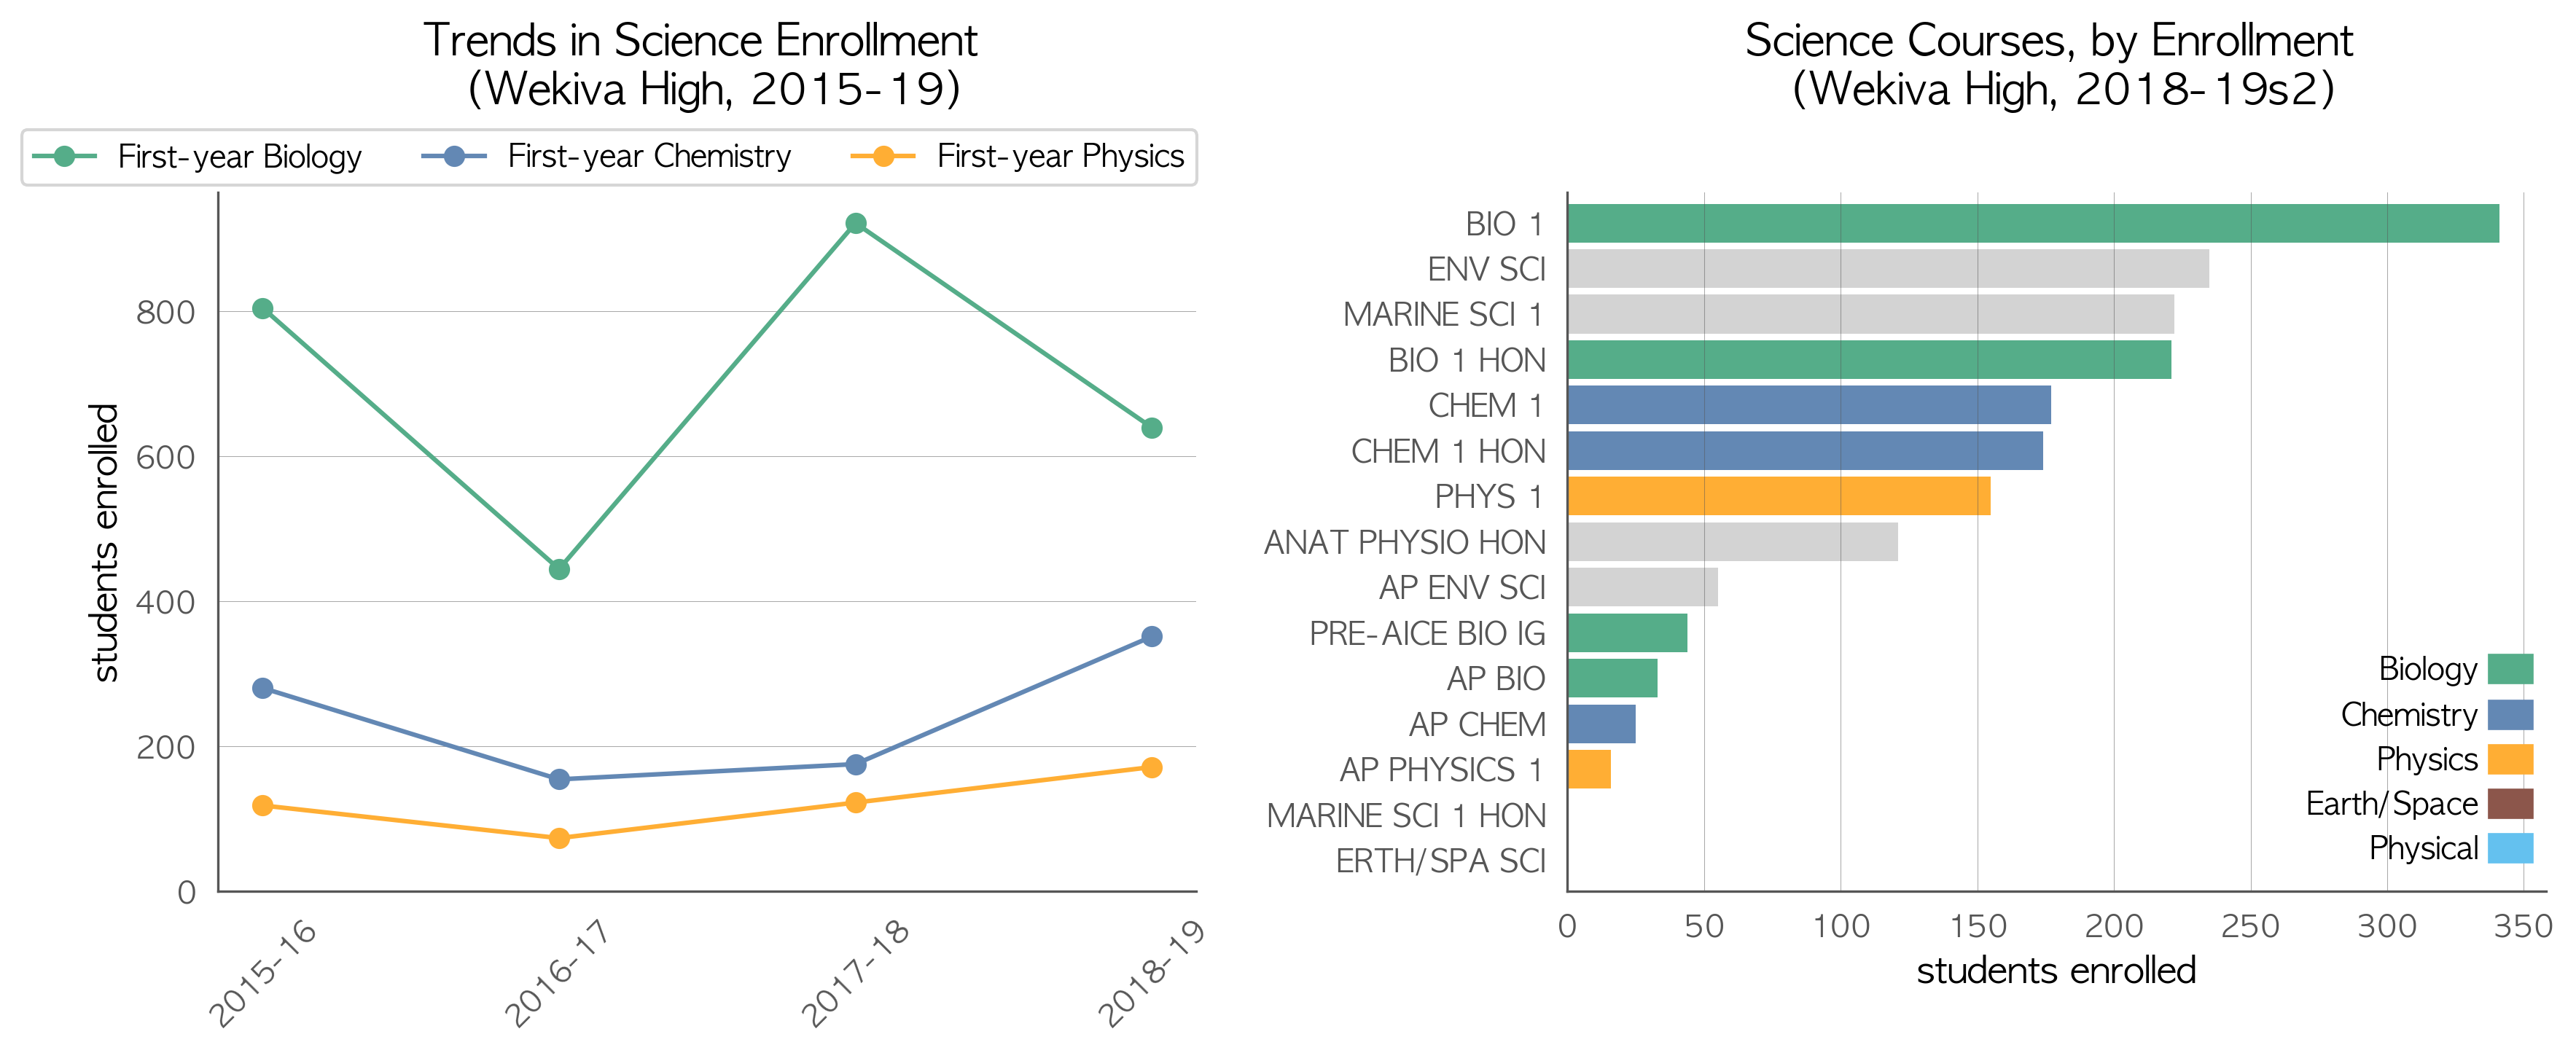 Trends in Science Enrollment
(Wekiva High, 2015-19)
First-year Biology
First-year Chemistry
First-year Physics
students enrolled
800
600
400
200
0
2015-16
2016-17
2017-18
2018-19
Science Courses, by Enrollment
(Wekiva High, 2018-19s2)
BIO 1
ENV SCI
MARINE SCI 1
BIO 1 HON
CHEM 1
CHEM 1 HON
PHYS 1
ANAT PHYSIO HON
AP ENV SCI
PRE-AICE BIO IG
AP BIO
AP CHEM
AP PHYSICS 1
MARINE SCI 1 HON
ERTH/SPA SCI
Biology
Chemistry
Physics
Earth/Space
Physical
0
50
100
150
200
250
300
350
students enrolled